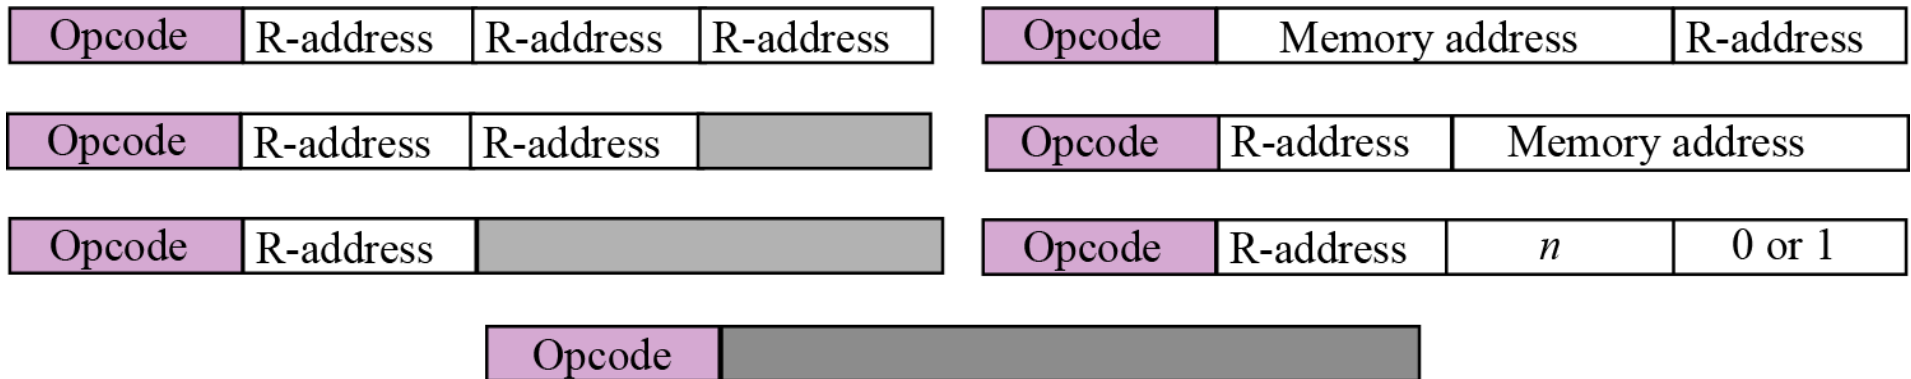 Opcode R-address R-address R-address
Opcode Memory address R-address
Opcode R-address R-address
Opcode R-address Memory address
Opcode R-address
Opcode R-address n 0 or 1
Opcode